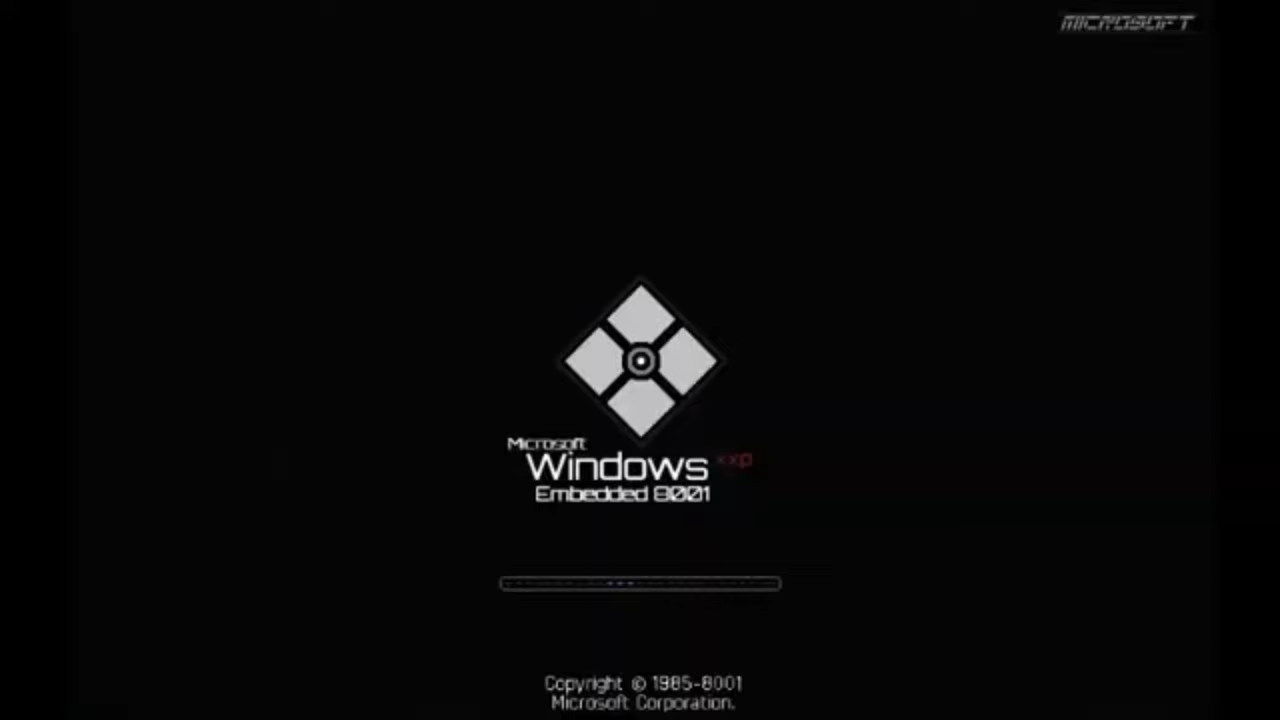 MICROSOFT
Microsoft
Windows xxp
Embedded 8001
Copyright © 1985-8001
Microsoft Corporation.